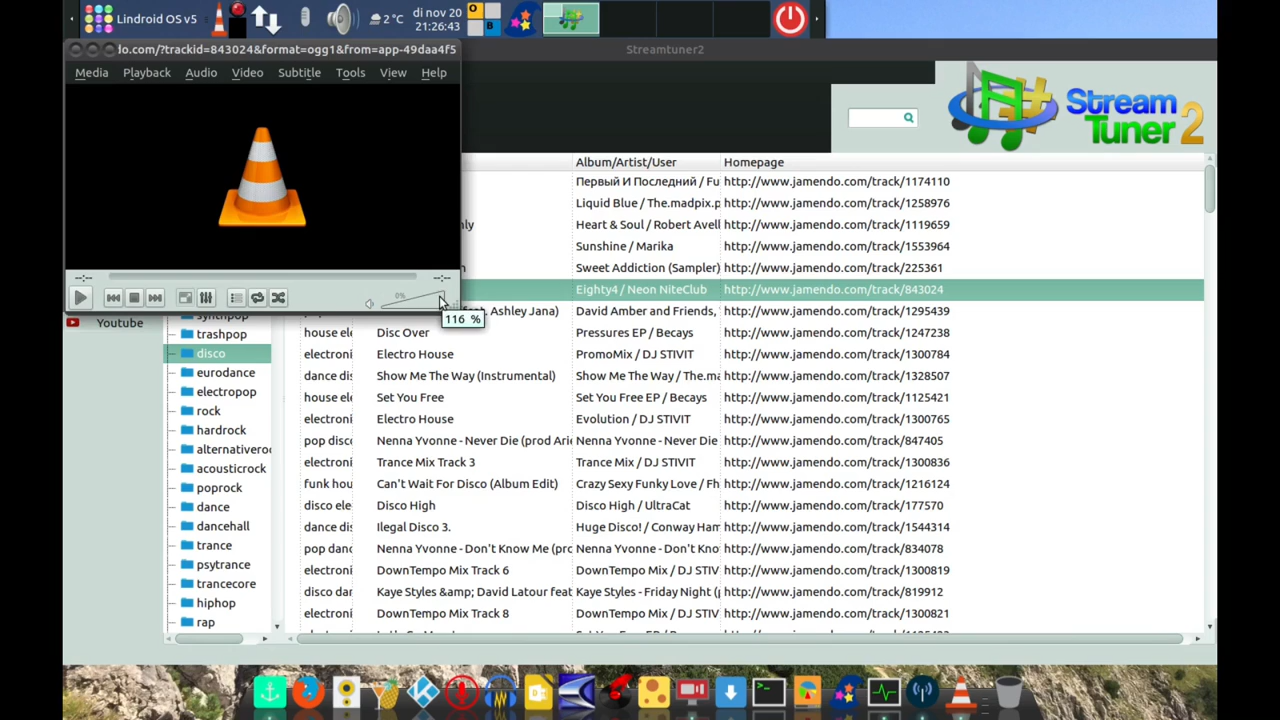 Lindroid OS v5
2 °C
di nov 20
21:26:43
O
B
do.com/?trackid=843024&format=ogg1&from=app-49daa4f5
Streamtuner2
Media Playback Audio Video Subtitle Tools View Help
Stream
Tuner 2
Album/Artist/User Homepage
Первый И Последний / Fu http://www.jamendo.com/track/1174110
Liquid Blue / The.madpix.p http://www.jamendo.com/track/1258976
nly Heart & Soul / Robert Avell http://www.jamendo.com/track/1119659
Sunshine / Marika http://www.jamendo.com/track/1553964
Sweet Addiction (Sampler) http://www.jamendo.com/track/225361
--:-- --:--
Eighty4 / Neon NiteClub http://www.jamendo.com/track/843024
0%
116 %
feat. Ashley Jana) David Amber and Friends, http://www.jamendo.com/track/1295439
Youtube
synthpop
trashpop house ele Disc Over Pressures EP / Becays http://www.jamendo.com/track/1247238
disco electroni Electro House PromoMix / DJ STIVIT http://www.jamendo.com/track/1300784
eurodance dance dis Show Me The Way (Instrumental) Show Me The Way / The.ma http://www.jamendo.com/track/1328507
electropop house ele Set You Free Set You Free EP / Becays http://www.jamendo.com/track/1125421
rock electroni Electro House Evolution / DJ STIVIT http://www.jamendo.com/track/1300765
hardrock pop disco Nenna Yvonne - Never Die (prod Arie Nenna Yvonne - Never Die http://www.jamendo.com/track/847405
alternativeroc electroni Trance Mix Track 3 Trance Mix / DJ STIVIT http://www.jamendo.com/track/1300836
acousticrock funk hou Can't Wait For Disco (Album Edit) Crazy Sexy Funky Love / Fh http://www.jamendo.com/track/1216124
poprock disco ele Disco High Disco High / UltraCat http://www.jamendo.com/track/177570
dance
dancehall dance dis Ilegal Disco 3. Huge Disco! / Conway Ham http://www.jamendo.com/track/1544314
trance pop danc Nenna Yvonne - Don't Know Me (pro Nenna Yvonne - Don't Kno http://www.jamendo.com/track/834078
psytrance electroni DownTempo Mix Track 6 DownTempo Mix / DJ STIV http://www.jamendo.com/track/1300819
trancecore disco dan Kaye Styles &amp; David Latour feat Kaye Styles - Friday Night (p http://www.jamendo.com/track/819912
hiphop electroni DownTempo Mix Track 8 DownTempo Mix / DJ STIV http://www.jamendo.com/track/1300821
rap